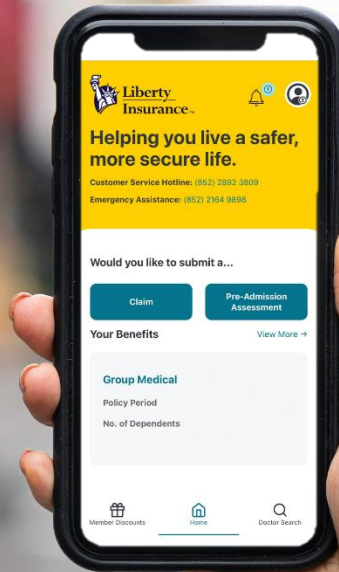 Liberty
Insurance™
Helping you live a safer,
more secure life.
Customer Service Hotline: (852) 2892 3809
Emergency Assistance: (852) 2164 9898
Would you like to submit a...
Claim
Pre-Admission
Assessment
Your Benefits
View More →
Group Medical
Policy Period
No. of Dependents
Member Discounts
Home
Doctor Search